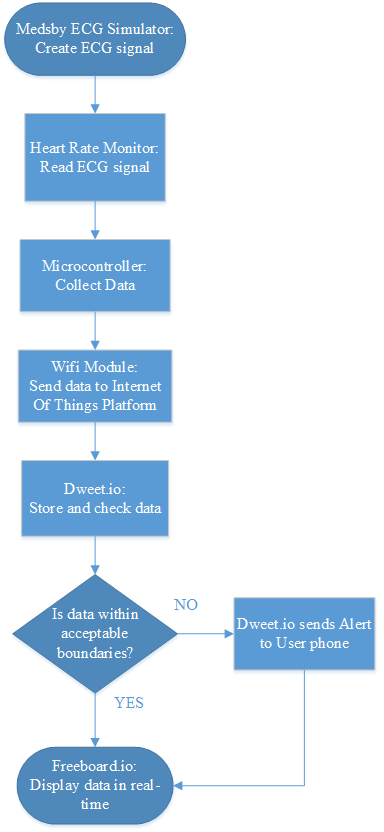 Medsby ECG Simulator:
Create ECG signal
Heart Rate Monitor:
Read ECG signal
Microcontroller:
Collect Data
Wifi Module:
Send data to Internet
Of Things Platform
Dweet.io:
Store and check data
Is data within
acceptable
boundaries?
NO
Dweet.io sends Alert
to User phone
YES
Freeboard.io:
Display data in real-
time